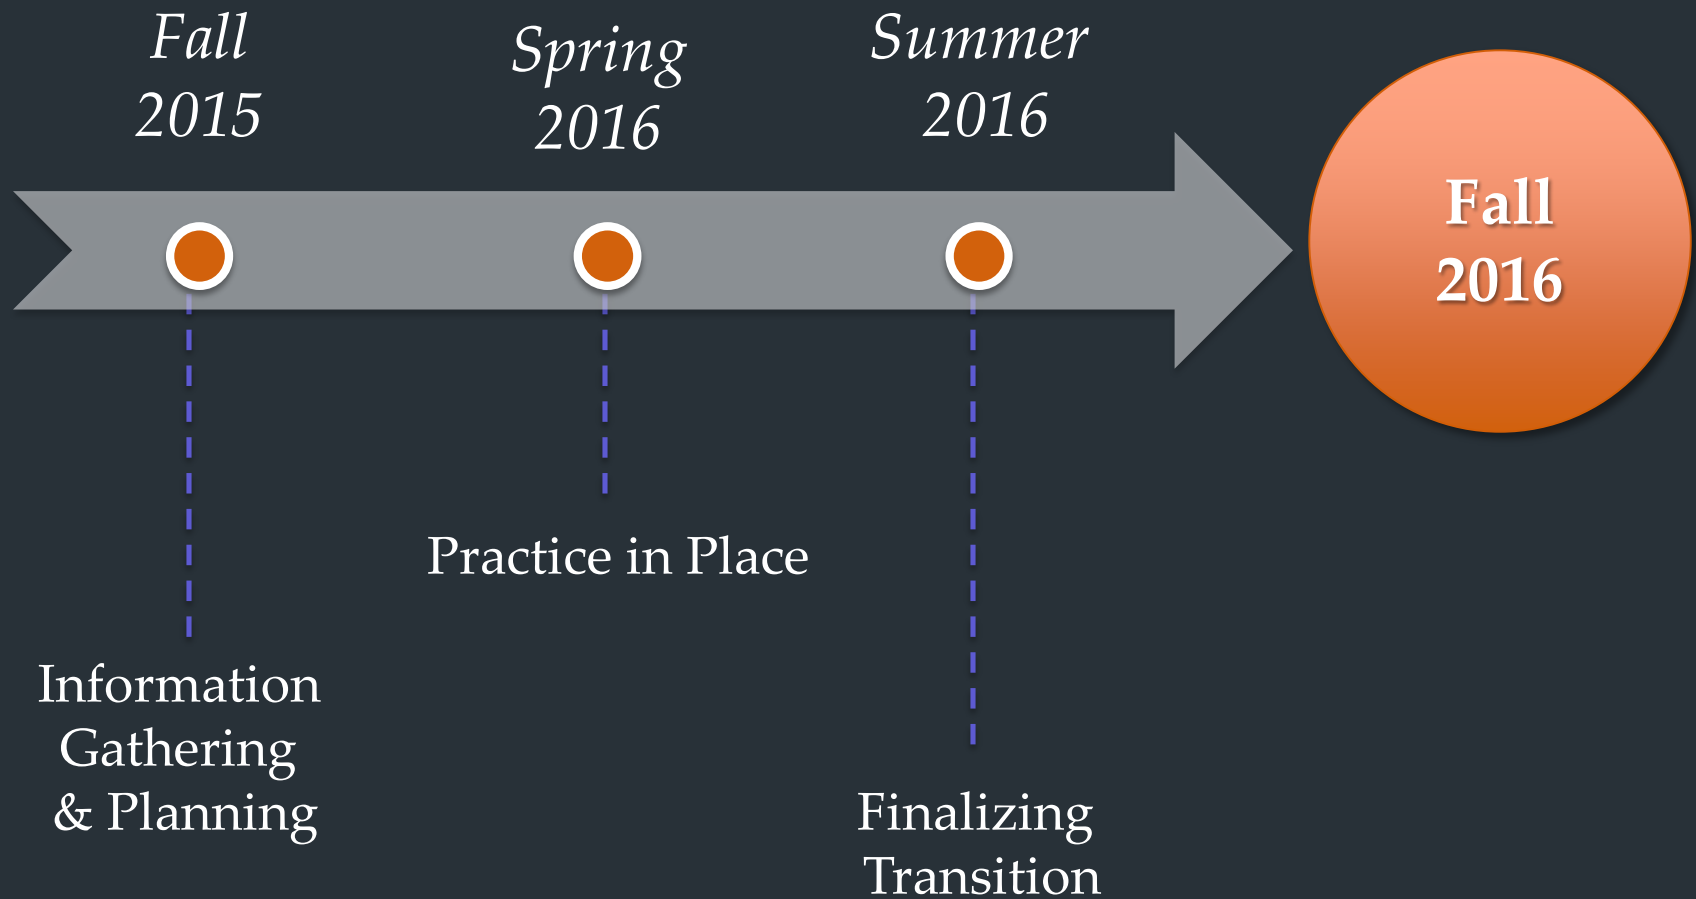 Fall
2015
Spring
2016
Summer
2016
Fall
2016
Practice in Place
Information
Gathering
& Planning
Finalizing
Transition